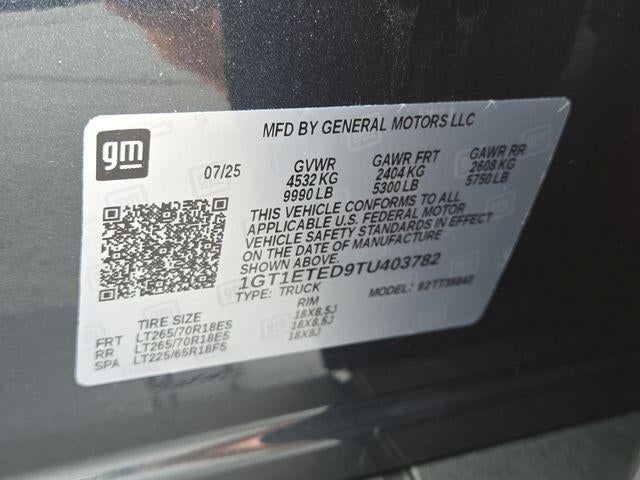 gm
MFD BY GENERAL MOTORS LLC
07/25
GVWR GAWR FRT GAWR RR
4532 KG 2404 KG 2608 KG
9990 LB 5300 LB 5750 LB
THIS VEHICLE CONFORMS TO ALL
APPLICABLE U.S. FEDERAL MOTOR
VEHICLE SAFETY STANDARDS IN EFFECT
ON THE DATE OF MANUFACTURE
SHOWN ABOVE.
1GT1ETED9TU403782
TYPE: TRUCK MODEL:
TIRE SIZE RIM
FRT LT265/70R18ES 18X8.5J
RR LT265/70R18ES 18X8.5J
SPA LT225/65R18FS 18X8J